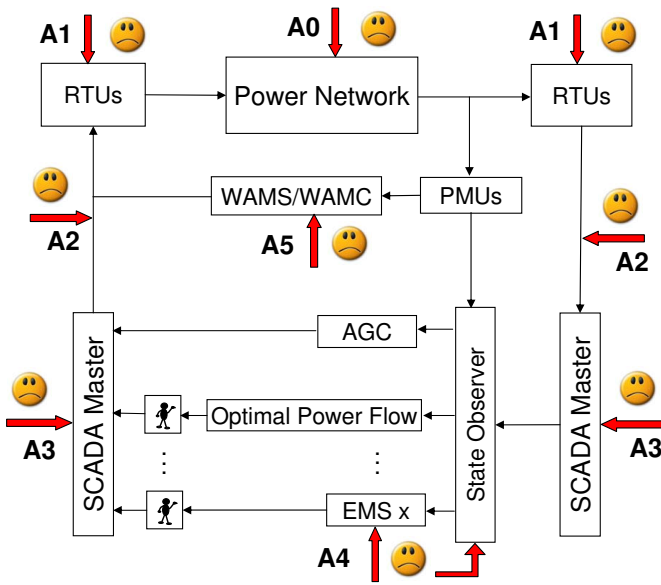 A1
A0
A1
RTUs
Power Network
RTUs
WAMS/WAMC
PMUs
A2
A5
A2
AGC
SCADA Master
Optimal Power Flow
State Observer
SCADA Master
A3
A3
EMS x
A4